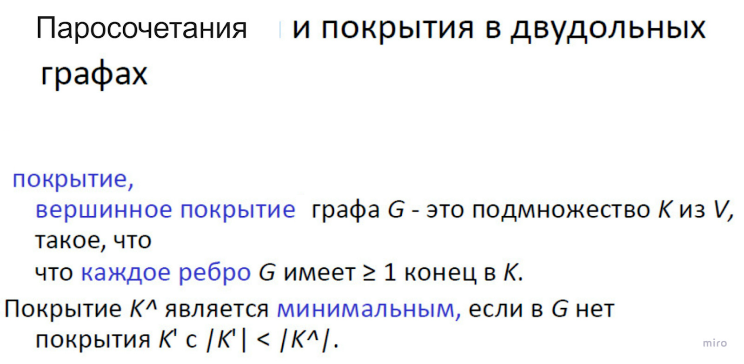 Паросочетания и покрытия в двудольных
графах
покрытие,
вершинное покрытие графа G - это подмножество K из V,
такое, что
что каждое ребро G имеет ≥ 1 конец в K.
Покрытие K^ является минимальным, если в G нет
покрытия K' с |K'| < |K^|.
miro